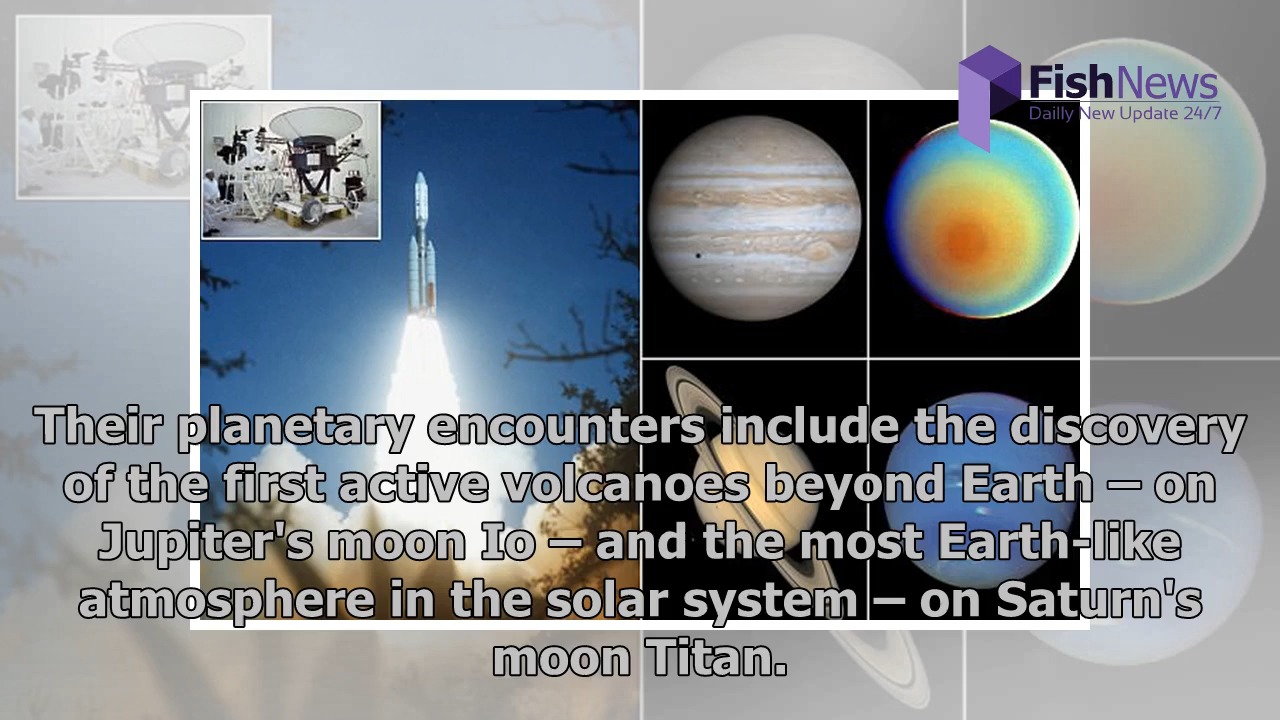 FishNews
Dailly New Update 24/7
Their planetary encounters include the discovery
of the first active volcanoes beyond Earth – on
Jupiter's moon Io – and the most Earth-like
atmosphere in the solar system – on Saturn's
moon Titan.